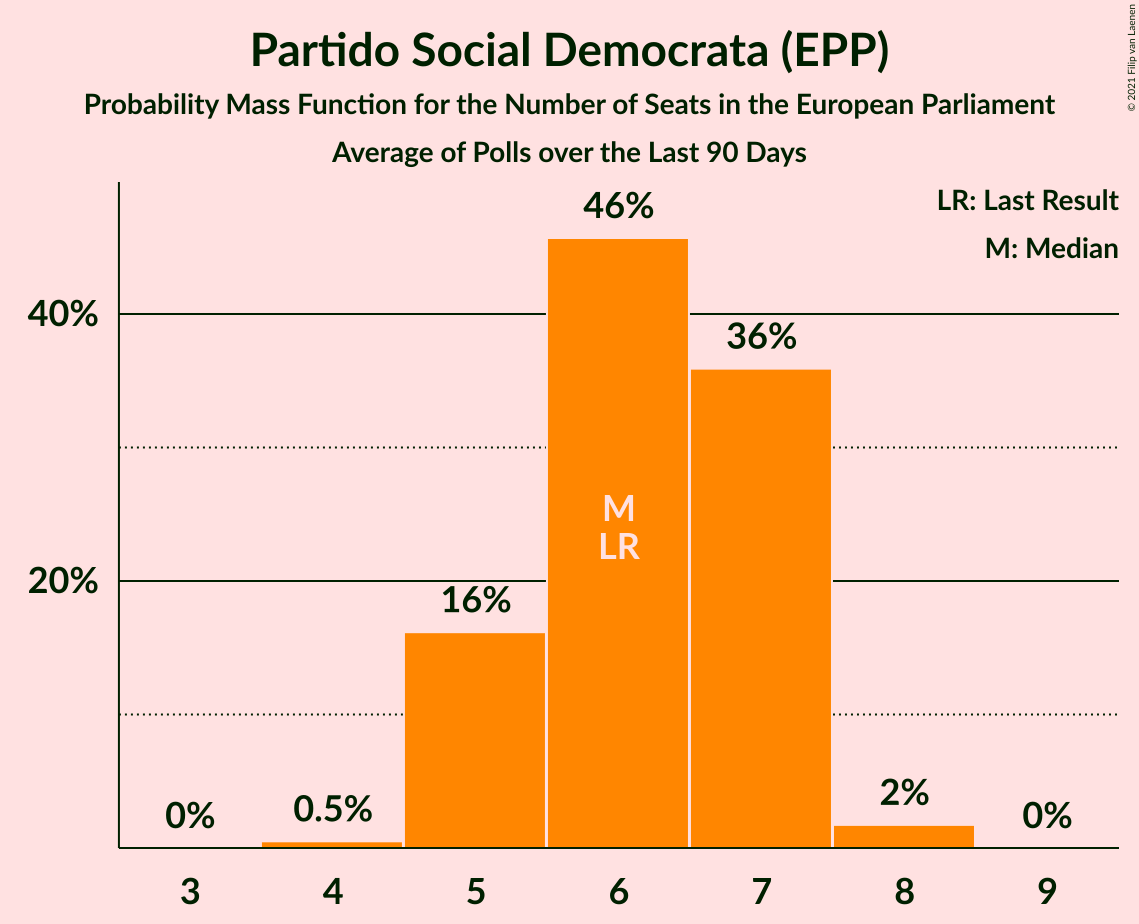 Partido Social Democrata (EPP)
Probability Mass Function for the Number of Seats in the European Parliament
Average of Polls over the Last 90 Days
© 2021 Filip van Laenen
LR: Last Result
M: Median
46%
40%
36%
M
LR
20%
16%
0%
0.5%
2%
0%
3 4 5 6 7 8 9